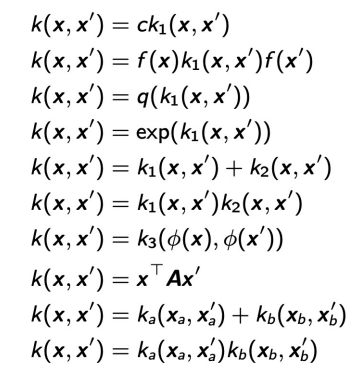 k(x, x′) = ck₁(x, x′)
k(x, x′) = f(x)k₁(x, x′)f(x′)
k(x, x′) = q(k₁(x, x′))
k(x, x′) = exp(k₁(x, x′))
k(x, x′) = k₁(x, x′) + k₂(x, x′)
k(x, x′) = k₁(x, x′)k₂(x, x′)
k(x, x′) = k₃(ϕ(x), ϕ(x′))
k(x, x′) = x⊤Ax′
k(x, x′) = kₐ(xₐ, x′ₐ) + k_b(x_b, x′_b)
k(x, x′) = kₐ(xₐ, x′ₐ)k_b(x_b, x′_b)